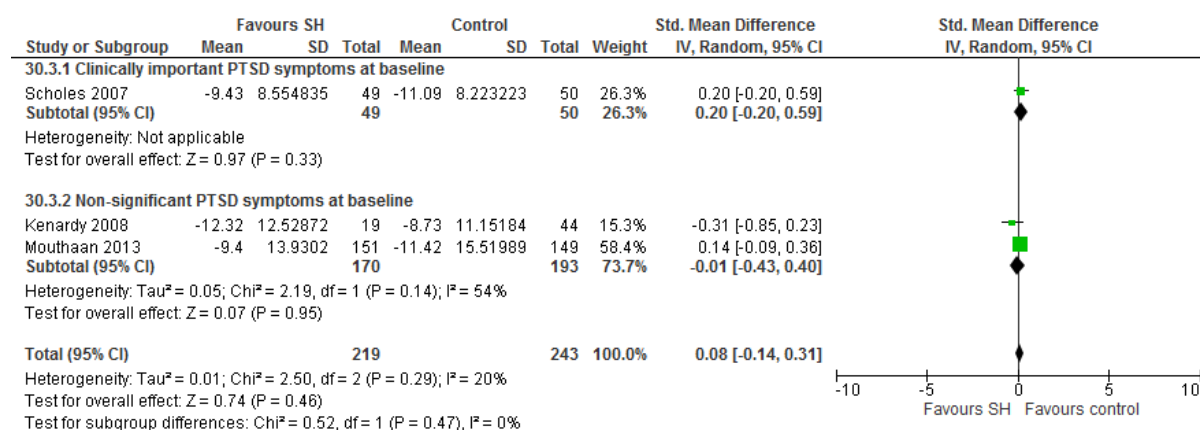 Favours SH Control Std. Mean Difference Std. Mean Difference
Study or Subgroup Mean SD Total Mean SD Total Weight IV, Random, 95% CI IV, Random, 95% CI
30.3.1 Clinically important PTSD symptoms at baseline
Scholes 2007 -9.43 8.554835 49 -11.09 8.223223 50 26.3% 0.20 [-0.20, 0.59]
Subtotal (95% CI) 49 50 26.3% 0.20 [-0.20, 0.59]
Heterogeneity: Not applicable
Test for overall effect: Z = 0.97 (P = 0.33)
30.3.2 Non-significant PTSD symptoms at baseline
Kenardy 2008 -12.32 12.52872 19 -8.73 11.15184 44 15.3% -0.31 [-0.85, 0.23]
Mouthaan 2013 -9.4 13.9302 151 -11.42 15.51989 149 58.4% 0.14 [-0.09, 0.36]
Subtotal (95% CI) 170 193 73.7% -0.01 [-0.43, 0.40]
Heterogeneity: Tau² = 0.05; Chi² = 2.19, df = 1 (P = 0.14); I² = 54%
Test for overall effect: Z = 0.07 (P = 0.95)
Total (95% CI) 219 243 100.0% 0.08 [-0.14, 0.31]
Heterogeneity: Tau² = 0.01; Chi² = 2.50, df = 2 (P = 0.29); I² = 20%
Test for overall effect: Z = 0.74 (P = 0.46)
Test for subgroup differences: Chi² = 0.52, df = 1 (P = 0.47), I² = 0%
-10 -5 0 5 10
Favours SH Favours control